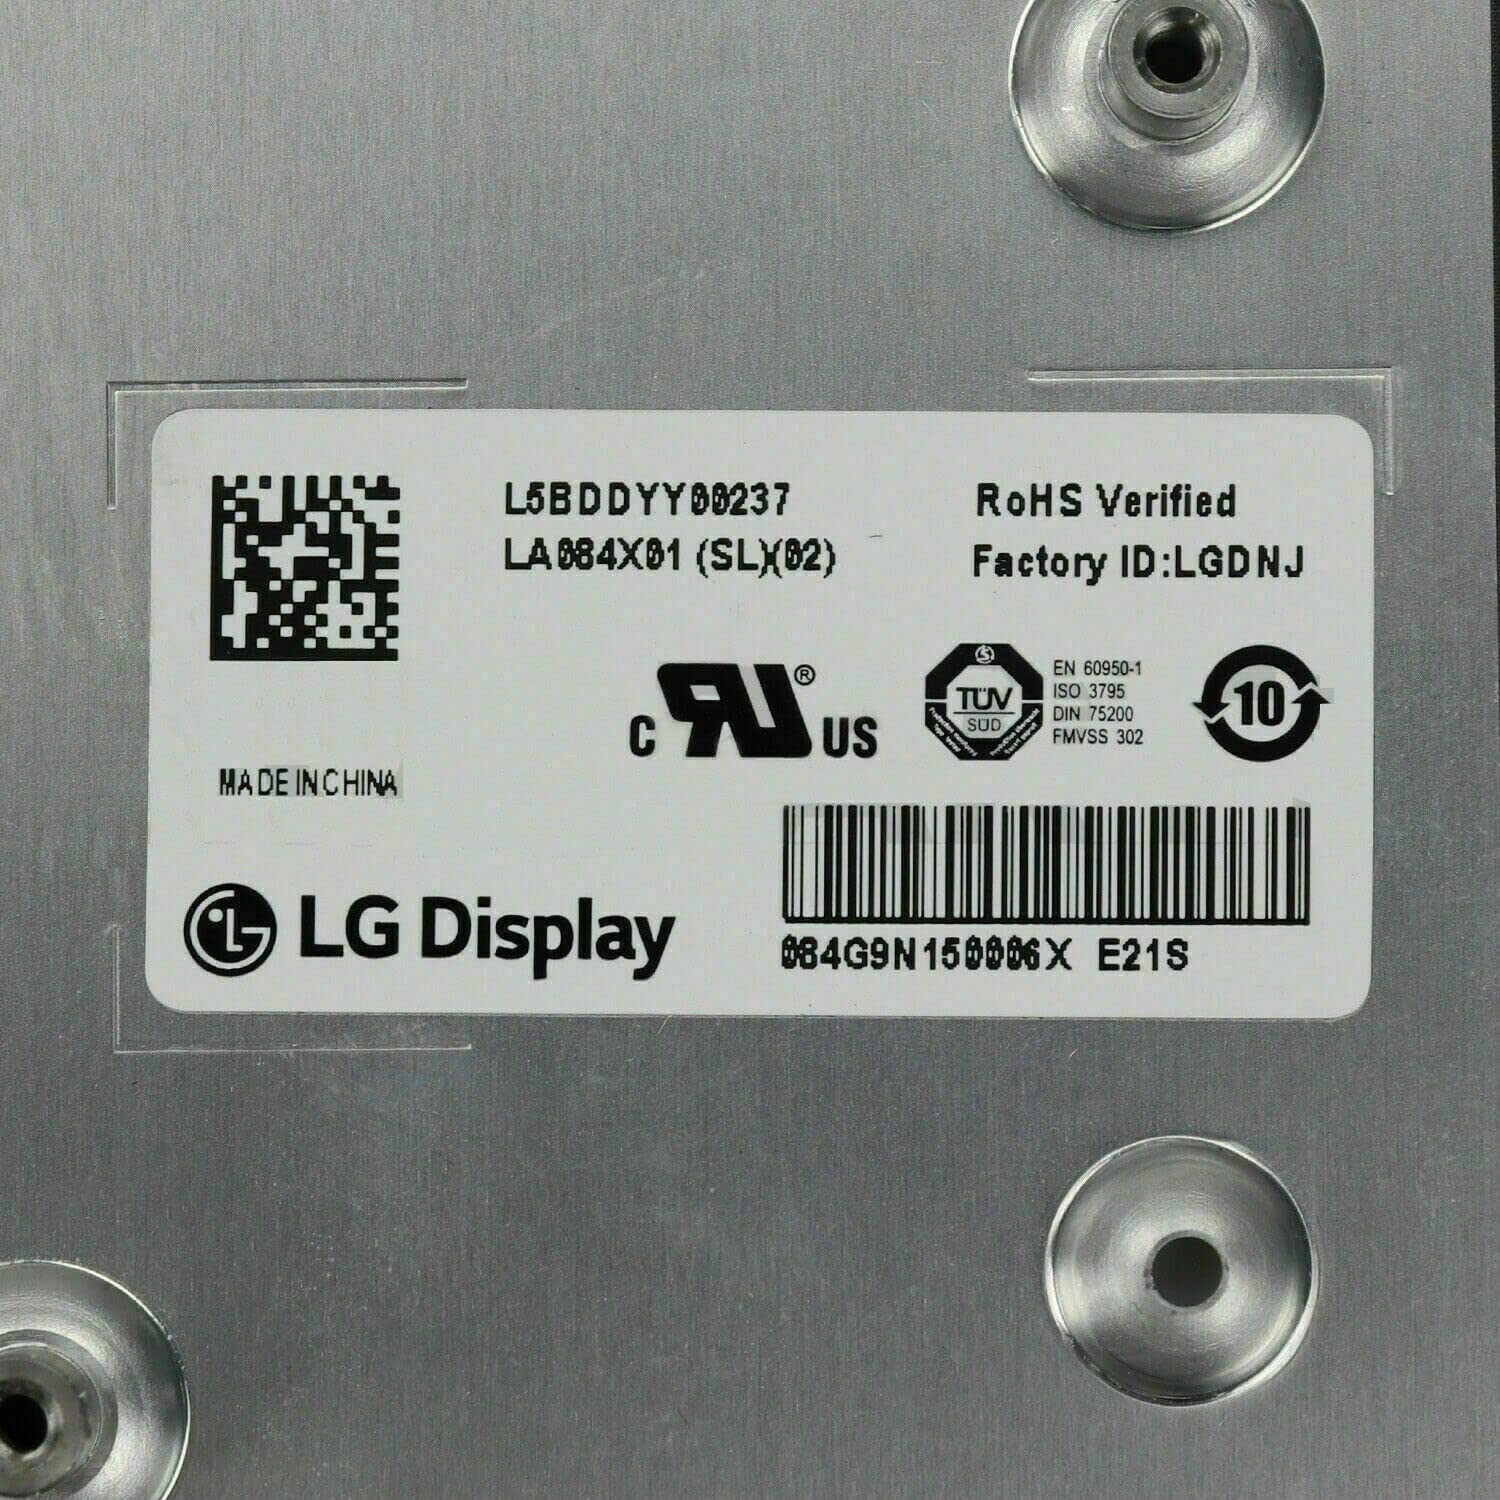 L5BDDYY00237
LA084X01 (SL)(02)
RoHS Verified
Factory ID:LGDNJ
c RU ® US
TÜV
SÜD
EN 60950-1
ISO 3795
DIN 75200
FMVSS 302
10
MADE IN CHINA
LG Display
084G9N150006X E21S